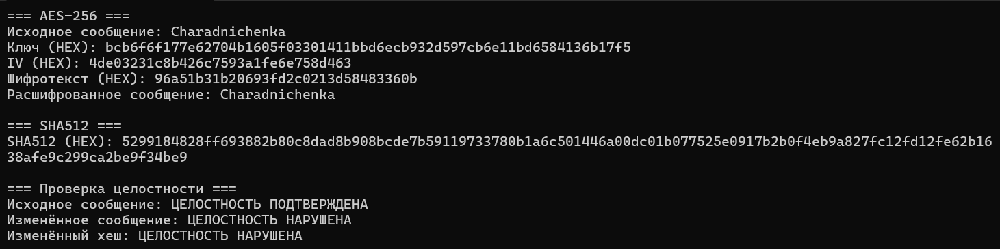 === AES-256 ===
Исходное сообщение: Charadnichenka
Ключ (HEX): bcb6f6f177e62704b1605f03301411bbd6ecb932d597cb6e11bd6584136b17f5
IV (HEX): 4de03231c8b426c7593a1fe6e758d463
Шифротекст (HEX): 96a51b31b20693fd2c0213d58483360b
Расшифрованное сообщение: Charadnichenka
=== SHA512 ===
SHA512 (HEX): 5299184828ff693882b80c8dad8b908bcde7b59119733780b1a6c501446a00dc01b077525e0917b2b0f4eb9a827fc12fd12fe62b16
38afe9c299ca2be9f34be9
=== Проверка целостности ===
Исходное сообщение: ЦЕЛОСТНОСТЬ ПОДТВЕРЖДЕНА
Изменённое сообщение: ЦЕЛОСТНОСТЬ НАРУШЕНА
Изменённый хеш: ЦЕЛОСТНОСТЬ НАРУШЕНА